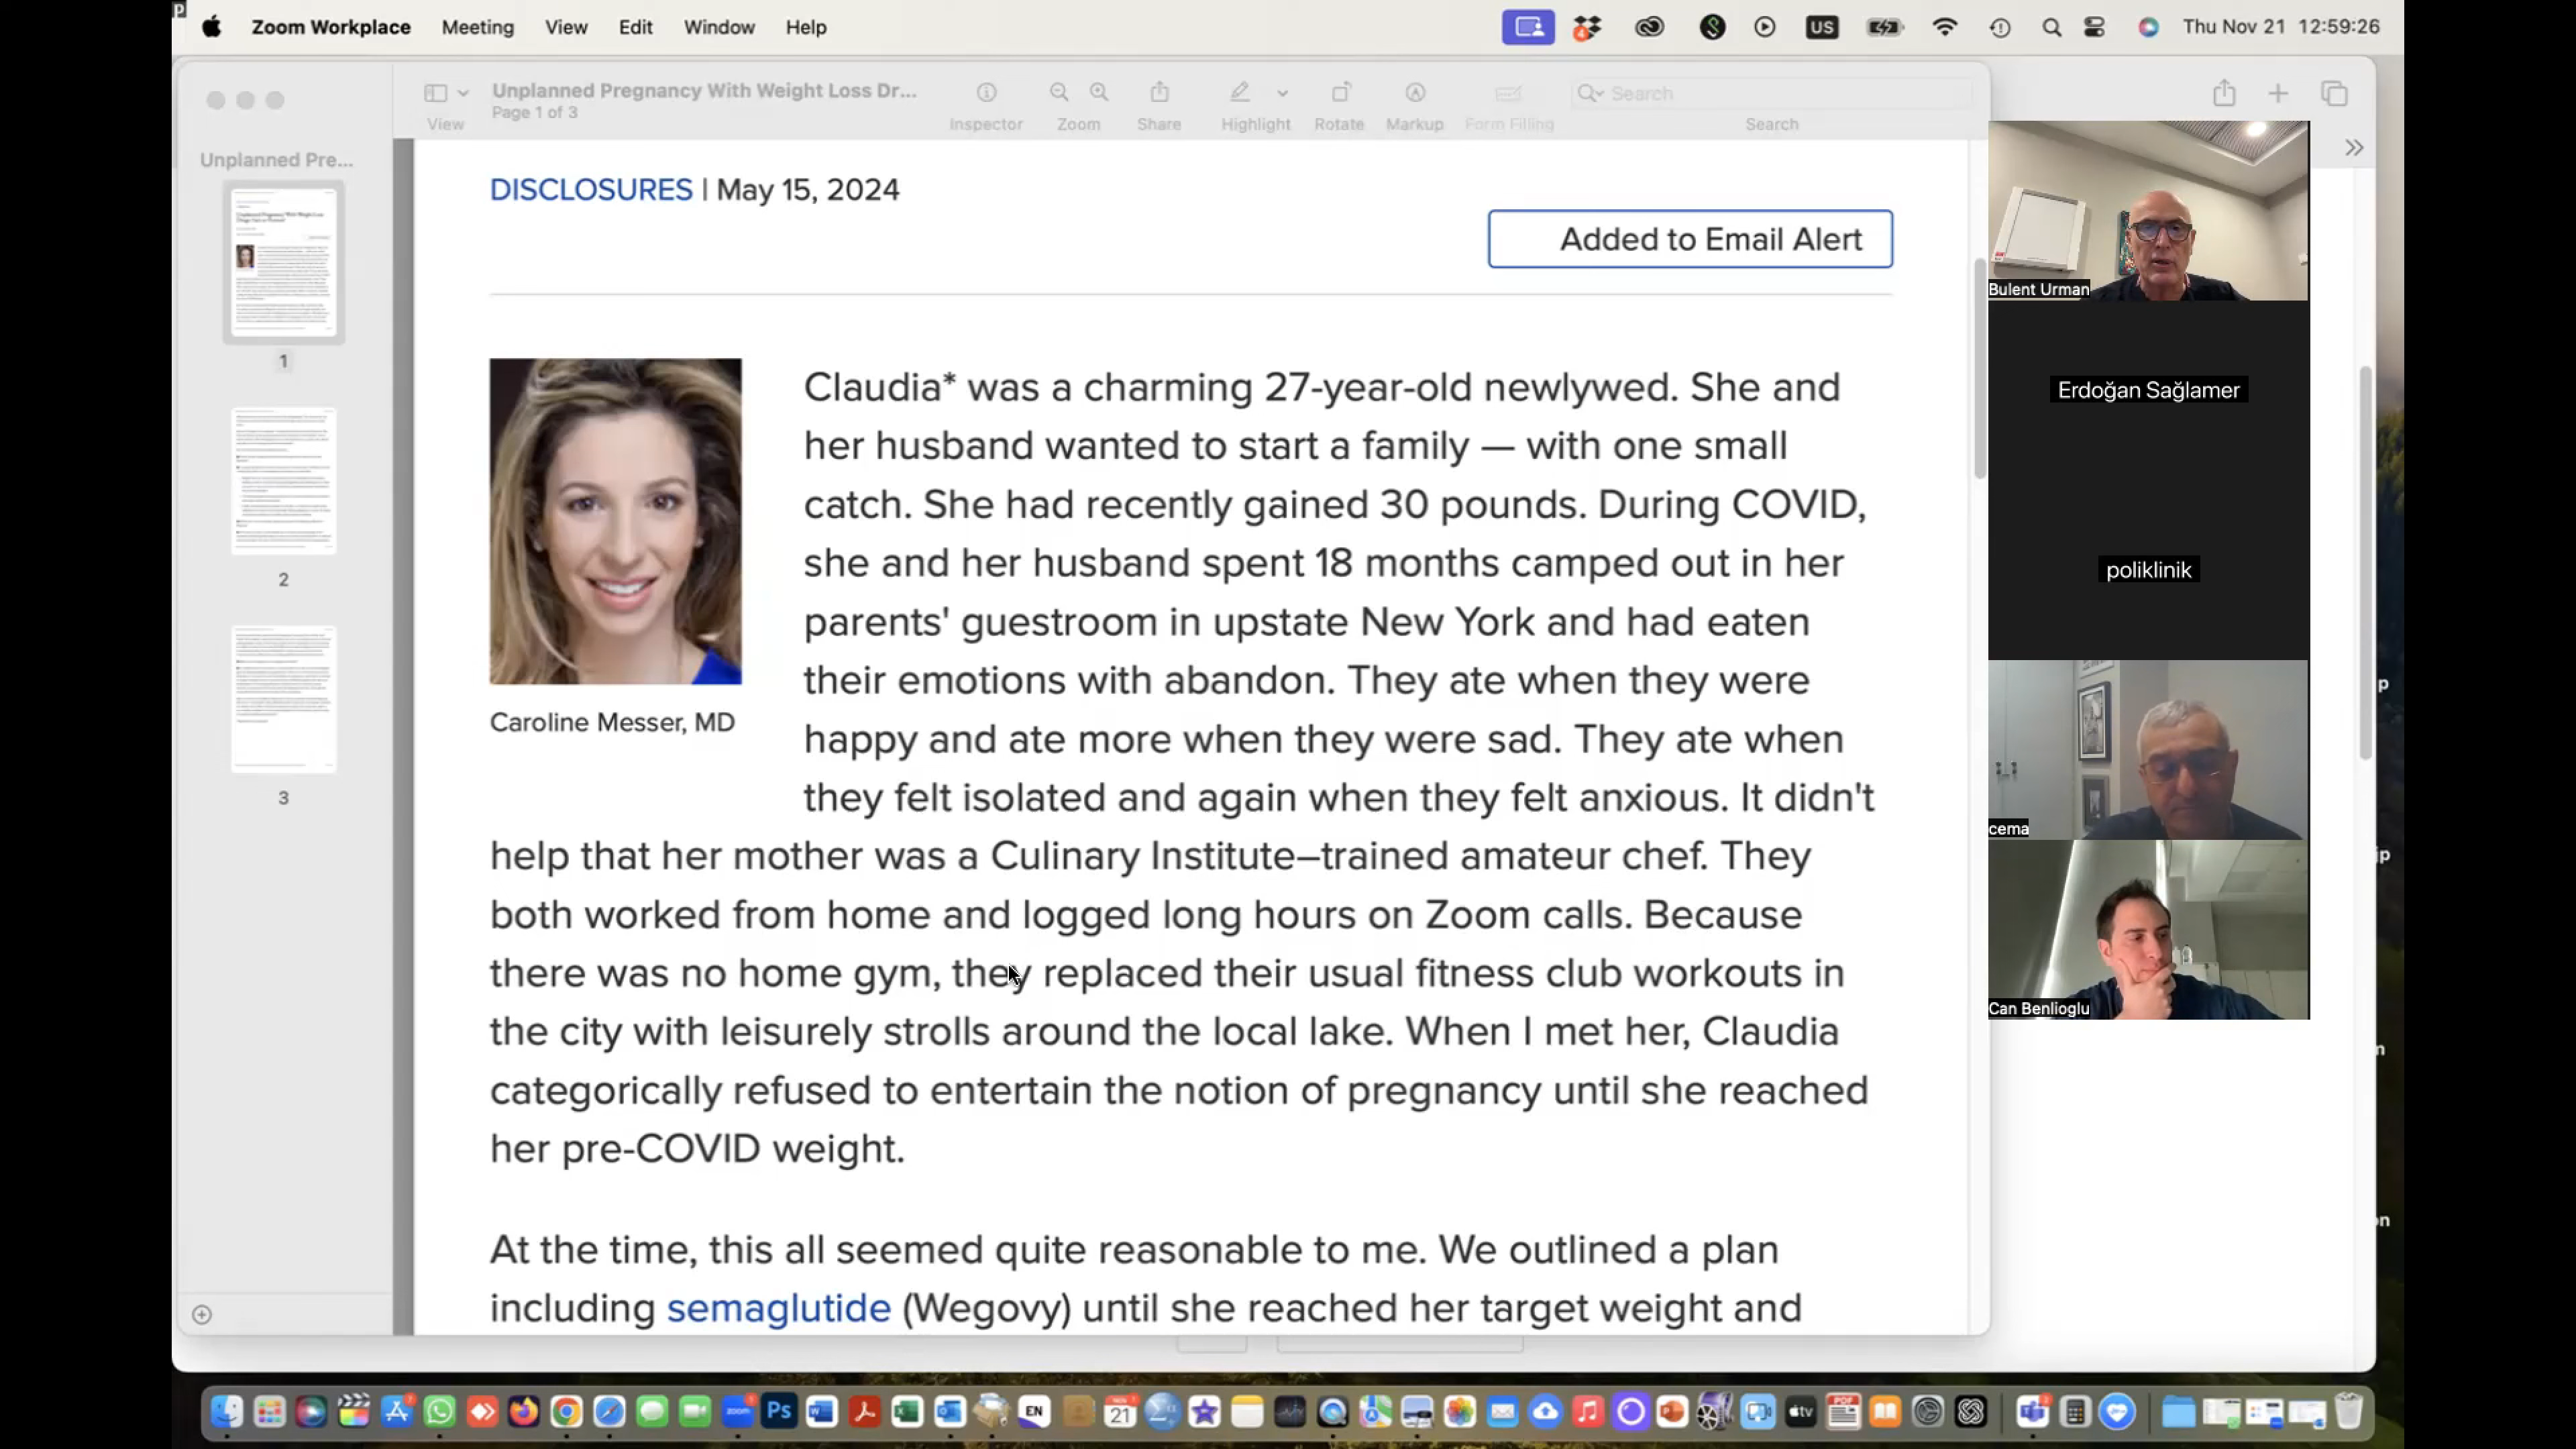 Zoom Workplace Meeting View Edit Window Help
US
Thu Nov 21 12:59:26
Unplanned Pregnancy With Weight Loss Dr...
Page 1 of 3
View
Inspector
Zoom
Share
Highlight
Rotate
Markup
Form Filling
Search
Search
Unplanned Pre...
1
2
3
DISCLOSURES | May 15, 2024
Added to Email Alert
Caroline Messer, MD
Claudia* was a charming 27-year-old newlywed. She and
her husband wanted to start a family — with one small
catch. She had recently gained 30 pounds. During COVID,
she and her husband spent 18 months camped out in her
parents' guestroom in upstate New York and had eaten
their emotions with abandon. They ate when they were
happy and ate more when they were sad. They ate when
they felt isolated and again when they felt anxious. It didn't
help that her mother was a Culinary Institute–trained amateur chef. They
both worked from home and logged long hours on Zoom calls. Because
there was no home gym, they replaced their usual fitness club workouts in
the city with leisurely strolls around the local lake. When I met her, Claudia
categorically refused to entertain the notion of pregnancy until she reached
her pre-COVID weight.
At the time, this all seemed quite reasonable to me. We outlined a plan
including semaglutide (Wegovy) until she reached her target weight and
Bulent Urman
Erdoğan Sağlamer
poliklinik
cema
Can Benlioglu
zoom
Ps
EN
NOV
21
tv
PDF